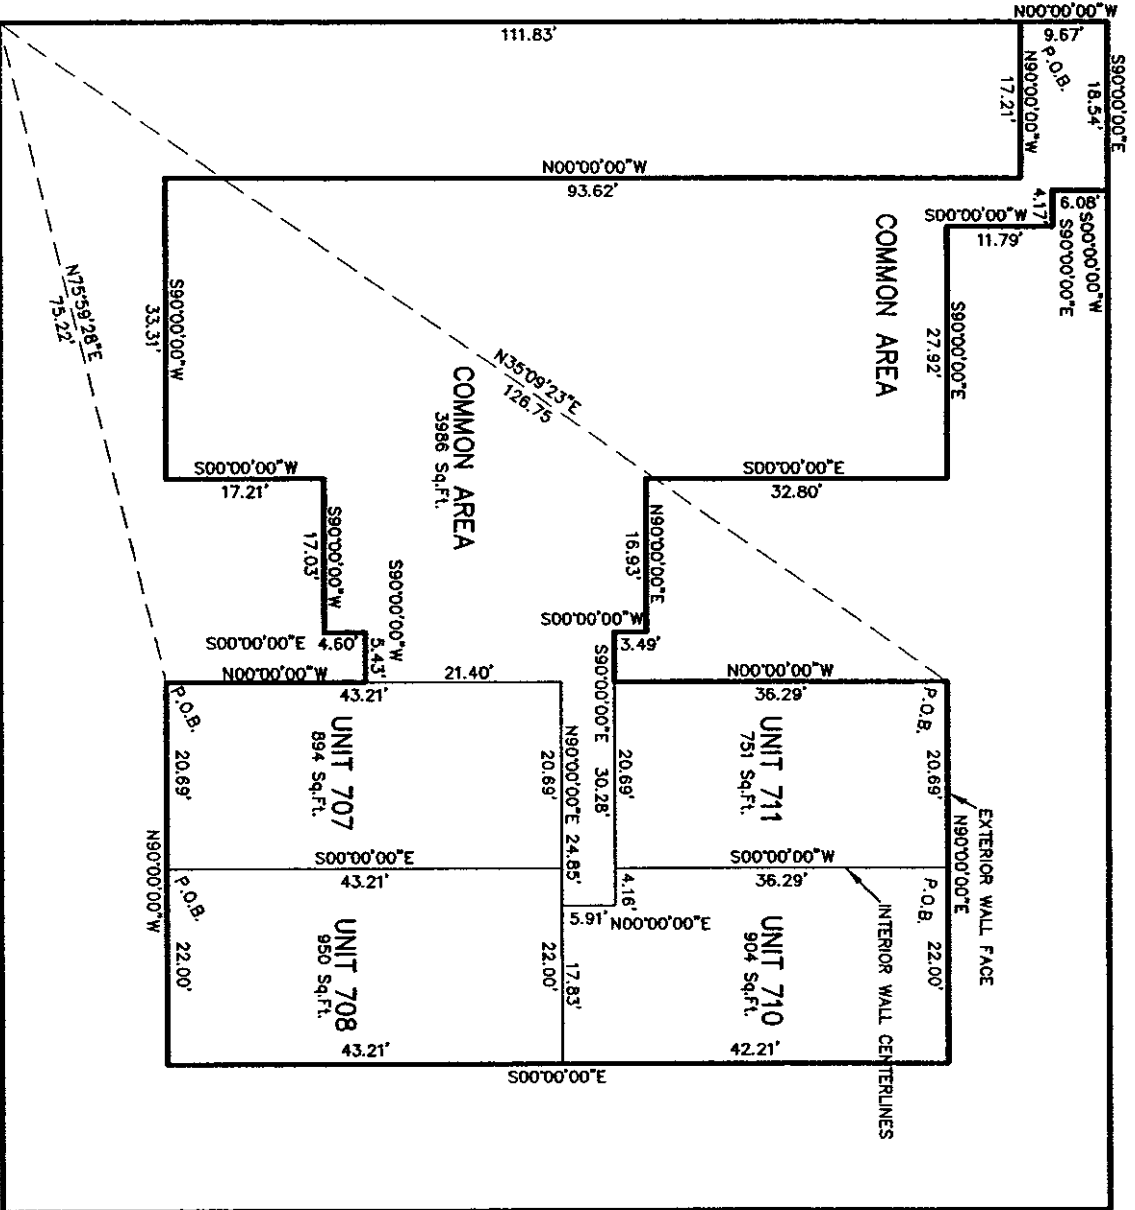 N00°00'00"W
9.67'
P.O.B.
N90°00'00"W
17.21'
S90°00'00"E
18.54'
111.83'
N00°00'00"W
93.62'
4.17'
6.08'
S00°00'00"W
S90°00'00"E
S00°00'00"W
11.79'
COMMON AREA
S90°00'00"E
27.92'
N35°09'23"E
126.75
N75°59'28"E
75.22'
S90°00'00"W
33.31'
COMMON AREA
3986 Sq.Ft.
S00°00'00"W
17.21'
S00°00'00"E
32.80'
S90°00'00"W
17.03'
N90°00'00"E
16.93'
S90°00'00"W
5.43'
S00°00'00"E
4.60'
S00°00'00"W
3.49'
N00°00'00"W
43.21'
21.40'
S90°00'00"E 30.28'
N00°00'00"W
36.29'
P.O.B.
20.69'
UNIT 707
894 Sq.Ft.
20.69'
N90°00'00"E 24.85'
20.69'
UNIT 711
751 Sq.Ft.
P.O.B.
20.69'
EXTERIOR WALL FACE
N90°00'00"E
N90°00'00"W
S00°00'00"E
43.21'
S00°00'00"W
36.29'
4.16'
5.91'
N00°00'00"E
P.O.B.
22.00'
UNIT 708
950 Sq.Ft.
22.00'
17.83'
UNIT 710
904 Sq.Ft.
P.O.B.
22.00'
INTERIOR WALL CENTERLINES
43.21'
42.21'
S00°00'00"E